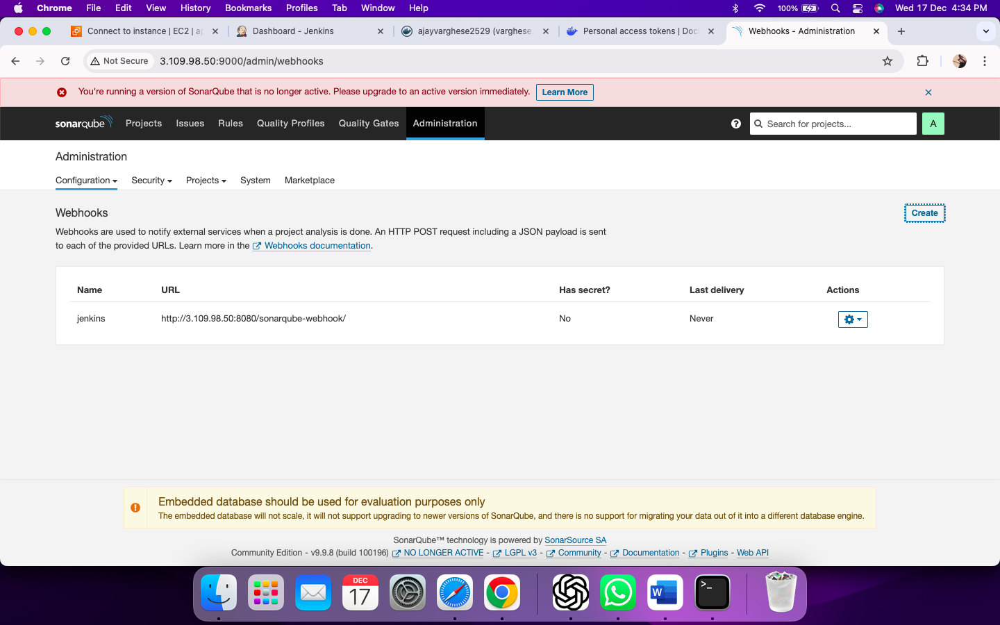 Chrome File Edit View History Bookmarks Profiles Tab Window Help 100% Wed 17 Dec 4:34 PM
Connect to instance | EC2 | ap Dashboard - Jenkins ajayvarghese2529 (varghese. Personal access tokens | Doc Webhooks - Administration
Not Secure 3.109.98.50:9000/admin/webhooks
You're running a version of SonarQube that is no longer active. Please upgrade to an active version immediately. Learn More
sonarqube Projects Issues Rules Quality Profiles Quality Gates Administration ? Search for projects... A
Administration
Configuration Security Projects System Marketplace
Webhooks Create
Webhooks are used to notify external services when a project analysis is done. An HTTP POST request including a JSON payload is sent
to each of the provided URLs. Learn more in the Webhooks documentation.
Name URL Has secret? Last delivery Actions
jenkins http://3.109.98.50:8080/sonarqube-webhook/ No Never
Embedded database should be used for evaluation purposes only
The embedded database will not scale, it will not support upgrading to newer versions of SonarQube, and there is no support for migrating your data out of it into a different database engine.
SonarQube™ technology is powered by SonarSource SA
Community Edition - v9.9.8 (build 100196) NO LONGER ACTIVE - LGPL v3 - Community - Documentation - Plugins - Web API
DEC
17
W
>_